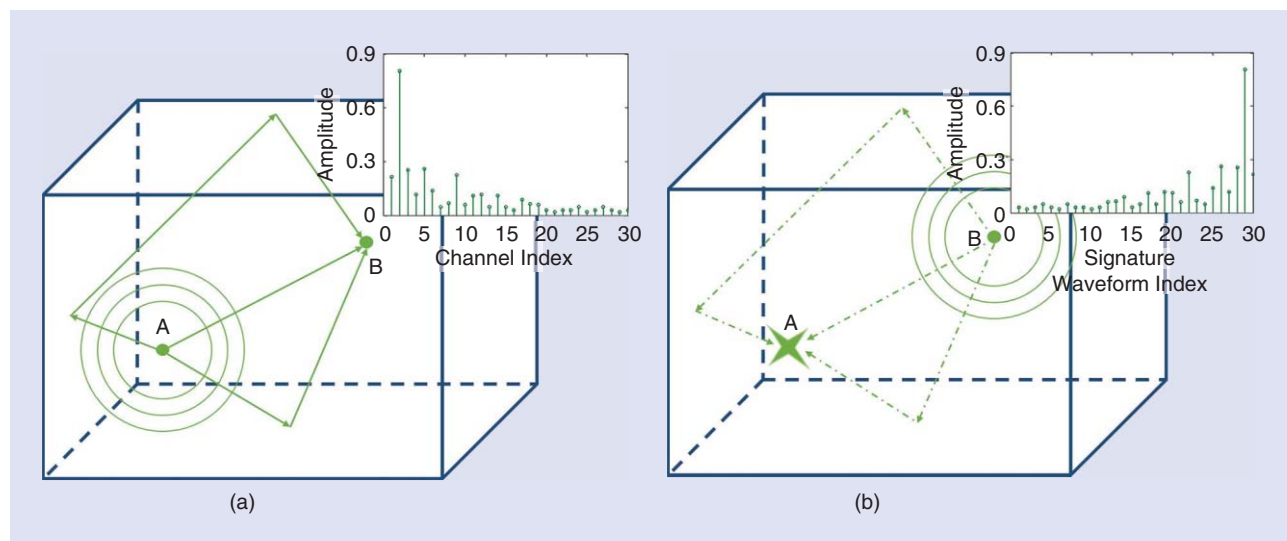 0.9
0.6
0.3
0
Amplitude
0 5 10 15 20 25 30
Channel Index
A
B
(a)
0.9
0.6
0.3
0
Amplitude
0 5 10 15 20 25 30
Signature
Waveform Index
B
A
(b)